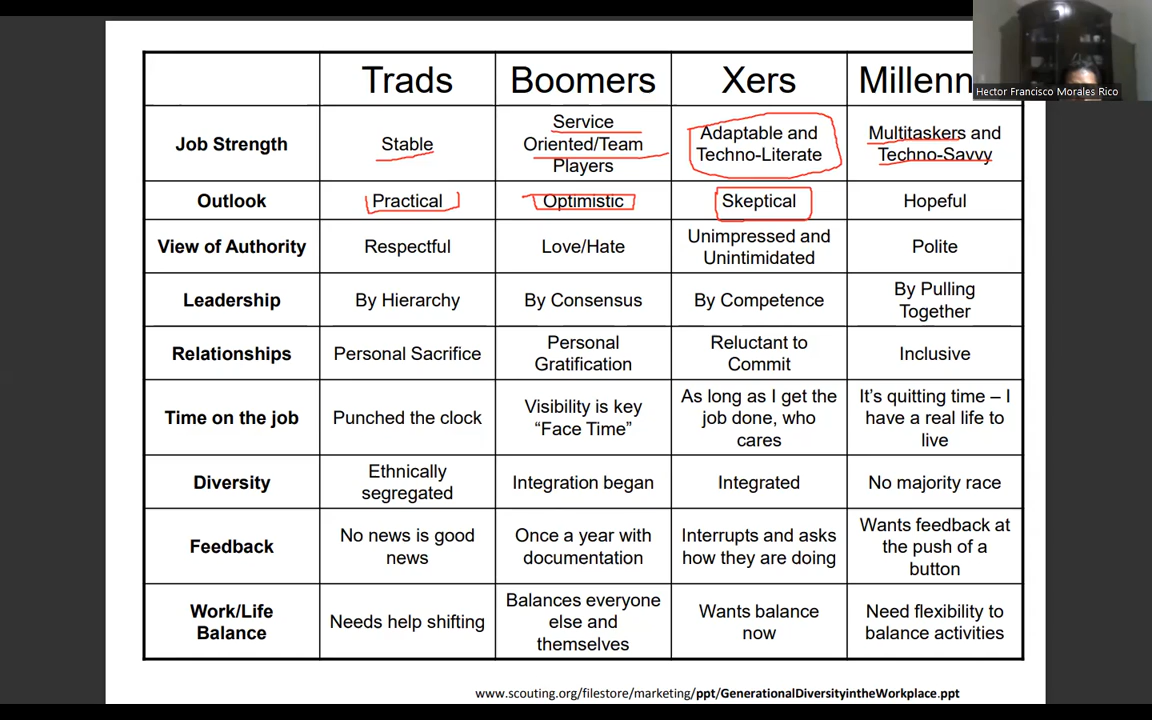 Trads Boomers Xers Millenn
Hector Francisco Morales Rico
Job Strength
Stable
Service
Oriented/Team
Players
Adaptable and
Techno-Literate
Multitaskers and
Techno-Savvy
Outlook
Practical
Optimistic
Skeptical
Hopeful
View of Authority
Respectful
Love/Hate
Unimpressed and
Unintimidated
Polite
Leadership
By Hierarchy
By Consensus
By Competence
By Pulling
Together
Relationships
Personal Sacrifice
Personal
Gratification
Reluctant to
Commit
Inclusive
Time on the job
Punched the clock
Visibility is key
“Face Time”
As long as I get the
job done, who
cares
It’s quitting time – I
have a real life to
live
Diversity
Ethnically
segregated
Integration began
Integrated
No majority race
Feedback
No news is good
news
Once a year with
documentation
Interrupts and asks
how they are doing
Wants feedback at
the push of a
button
Work/Life
Balance
Needs help shifting
Balances everyone
else and
themselves
Wants balance
now
Need flexibility to
balance activities
www.scouting.org/filestore/marketing/ppt/GenerationalDiversityintheWorkplace.ppt